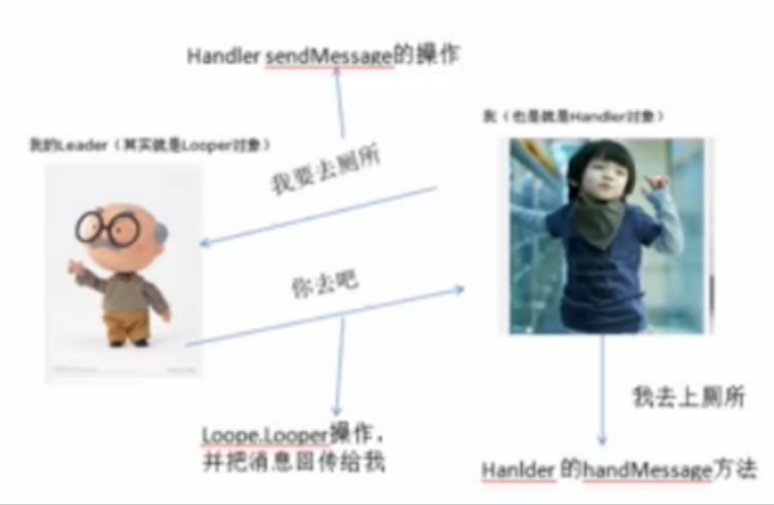 Handler sendMessage的操作
我（也是就是Handler对象）
我的Leader（其实就是Looper对象）
我要去厕所
你去吧
我去上厕所
Loope.Looper操作，
并把消息回传给我
Hanlder 的handMessage方法